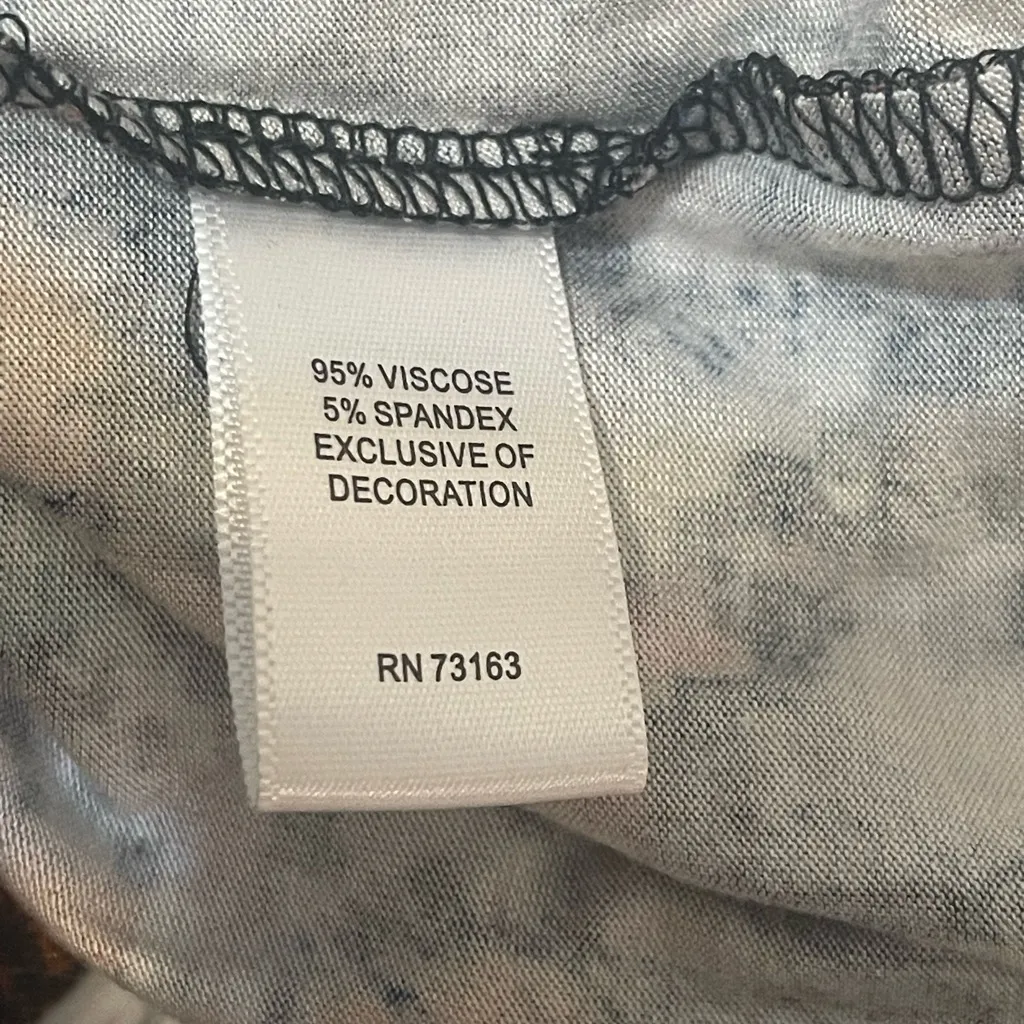 95% VISCOSE
5% SPANDEX
EXCLUSIVE OF
DECORATION
RN 73163